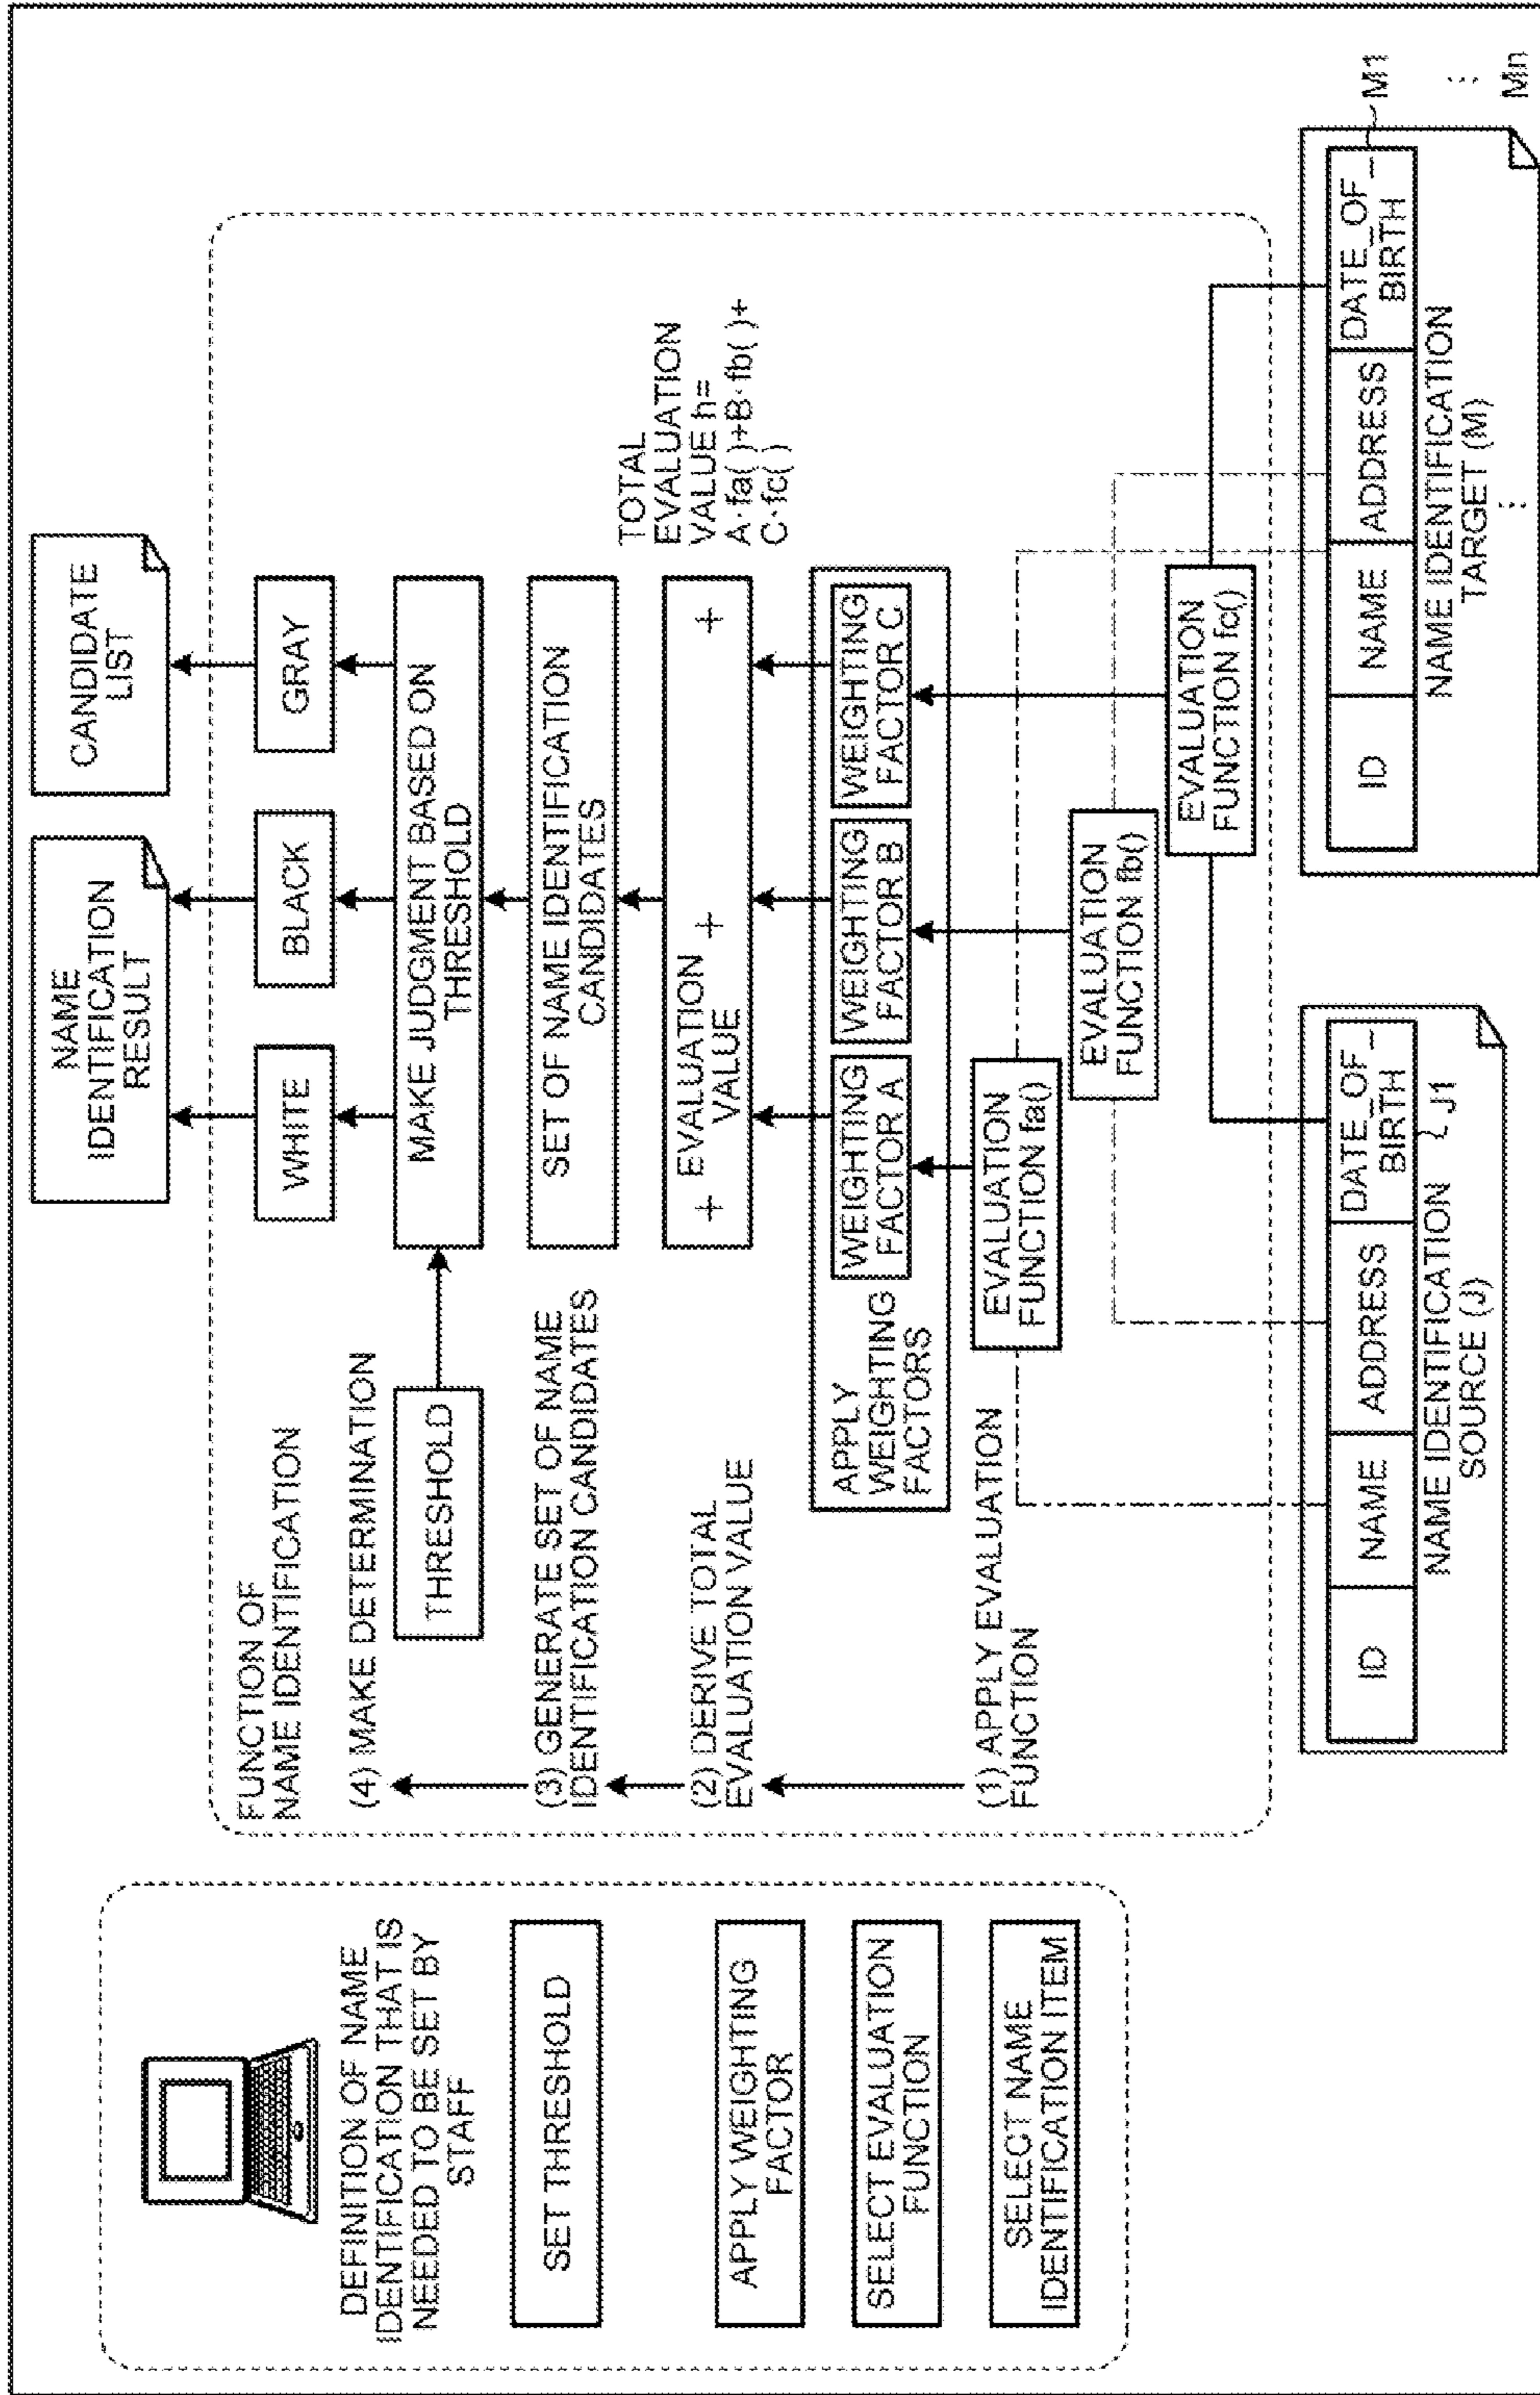 DEFINITION OF NAME
IDENTIFICATION THAT IS
NEEDED TO BE SET BY
STAFF
SET THRESHOLD
APPLY WEIGHTING
FACTOR
SELECT EVALUATION
FUNCTION
SELECT NAME
IDENTIFICATION ITEM
NAME
IDENTIFICATION
RESULT
CANDIDATE
LIST
FUNCTION OF
NAME IDENTIFICATION
WHITE
BLACK
GRAY
(4) MAKE DETERMINATION
THRESHOLD
MAKE JUDGMENT BASED ON
THRESHOLD
(3) GENERATE SET OF NAME
IDENTIFICATION CANDIDATES
SET OF NAME IDENTIFICATION
CANDIDATES
(2) DERIVE TOTAL
EVALUATION VALUE
+ EVALUATION + +
VALUE
TOTAL
EVALUATION
VALUE h=
A·fa( )+B·fb( )+
C·fc( )
APPLY
WEIGHTING
FACTORS
WEIGHTING
FACTOR A
WEIGHTING
FACTOR B
WEIGHTING
FACTOR C
(1) APPLY EVALUATION
FUNCTION
EVALUATION
FUNCTION fa()
EVALUATION
FUNCTION fb()
EVALUATION
FUNCTION fc()
ID
NAME
ADDRESS
DATE_OF_
BIRTH
J1
NAME IDENTIFICATION
SOURCE (J)
ID
NAME
ADDRESS
DATE_OF_
BIRTH
M1
NAME IDENTIFICATION
TARGET (M)
⋮
⋮
Mn